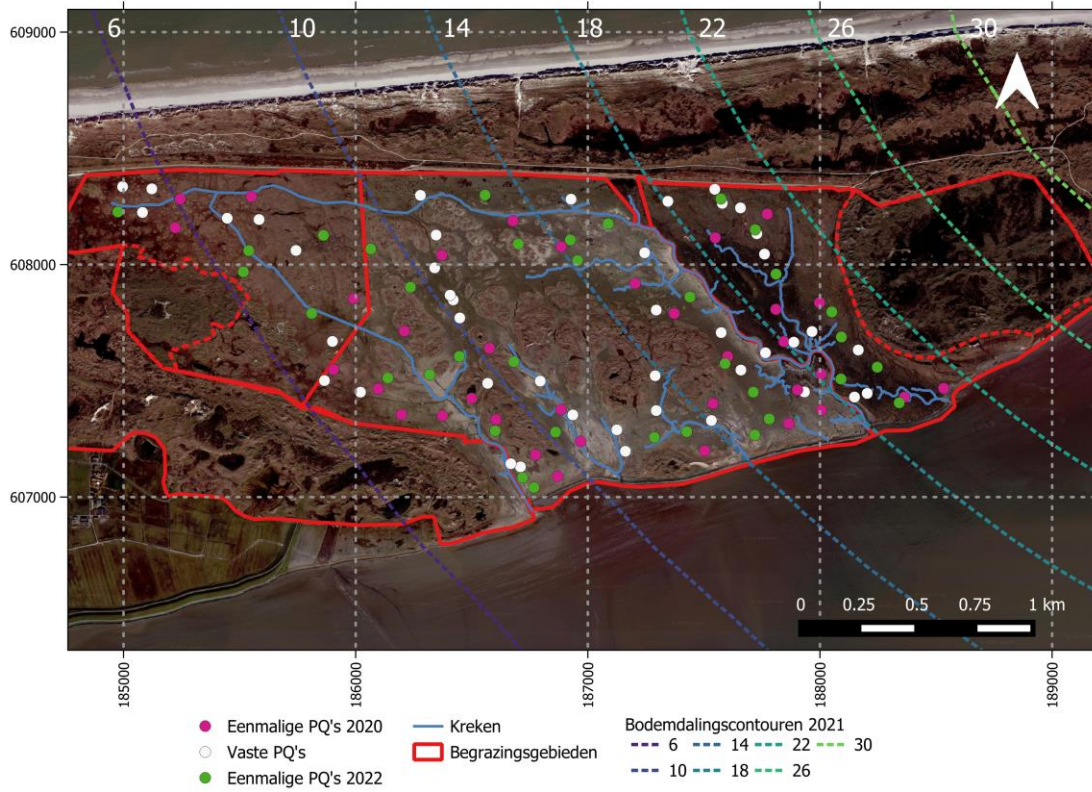 609000
6 10 14 18 22 26 30
608000
607000
0 0.25 0.5 0.75 1 km
185000 186000 187000 188000 189000
Eenmalige PQ's 2020 Kreken Bodemdalingscontouren 2021
Vaste PQ's Begrazingsgebieden 6 14 22 30
Eenmalige PQ's 2022 10 18 26